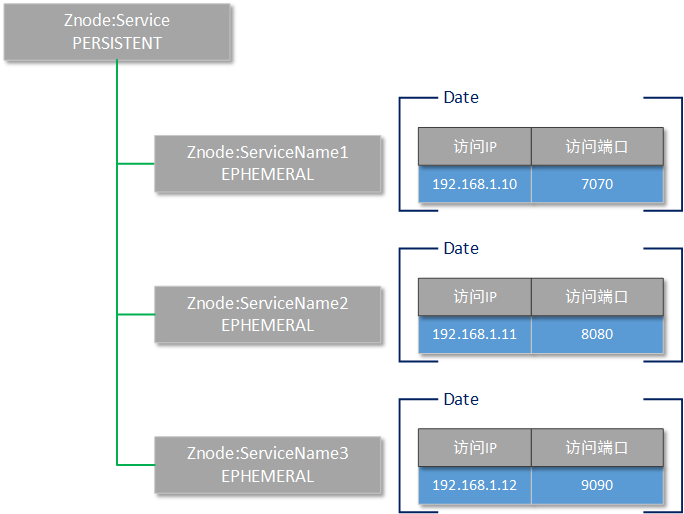 Znode:Service
PERSISTENT
Znode:ServiceName1
EPHEMERAL
Date
访问IP 访问端口
192.168.1.10 7070
Znode:ServiceName2
EPHEMERAL
Date
访问IP 访问端口
192.168.1.11 8080
Znode:ServiceName3
EPHEMERAL
Date
访问IP 访问端口
192.168.1.12 9090